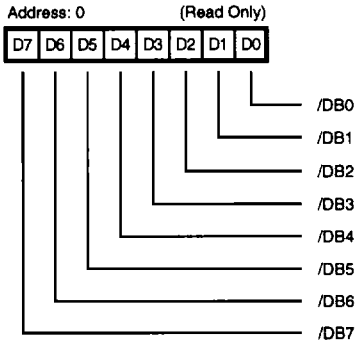 Address: 0 (Read Only)
D7 D6 D5 D4 D3 D2 D1 D0
/DB0
/DB1
/DB2
/DB3
/DB4
/DB5
/DB6
/DB7